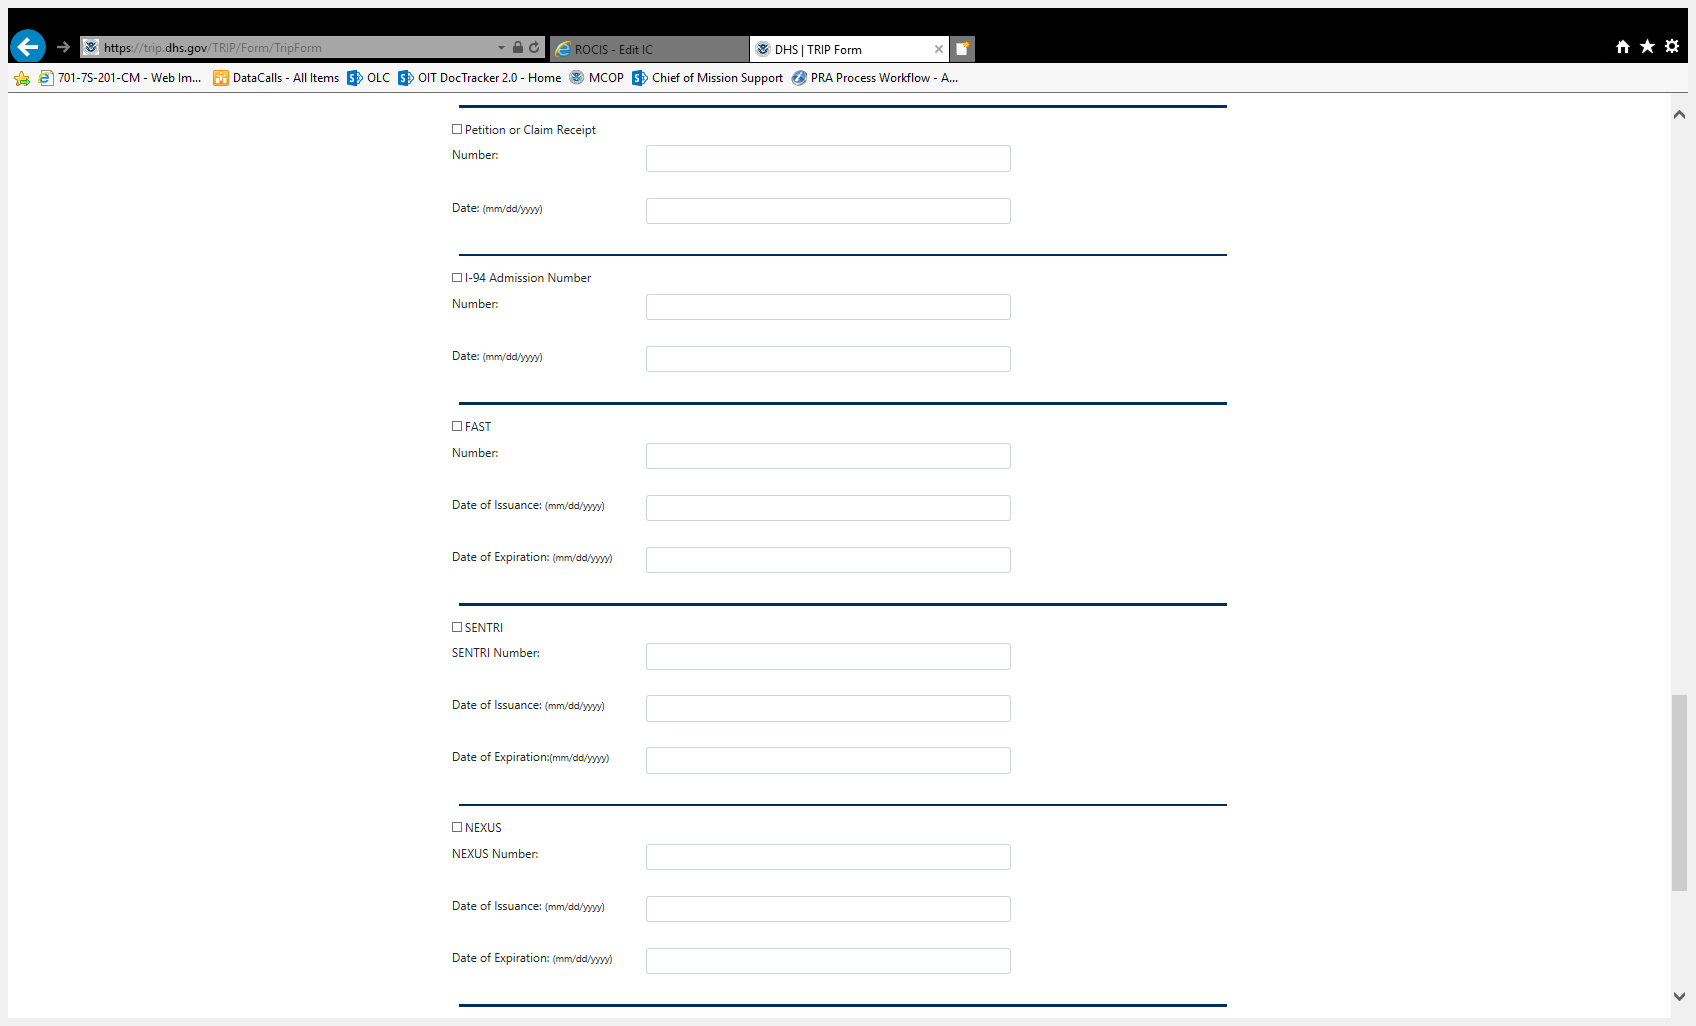 https://trip.dhs.gov/TRIP/Form/TripForm
ROCIS - Edit IC
DHS | TRIP Form
701-7S-201-CM - Web Im...
DataCalls - All Items
OLC
OIT DocTracker 2.0 - Home
MCOP
Chief of Mission Support
PRA Process Workflow - A...
Petition or Claim Receipt
Number:
Date: (mm/dd/yyyy)
I-94 Admission Number
Number:
Date: (mm/dd/yyyy)
FAST
Number:
Date of Issuance: (mm/dd/yyyy)
Date of Expiration: (mm/dd/yyyy)
SENTRI
SENTRI Number:
Date of Issuance: (mm/dd/yyyy)
Date of Expiration:(mm/dd/yyyy)
NEXUS
NEXUS Number:
Date of Issuance: (mm/dd/yyyy)
Date of Expiration: (mm/dd/yyyy)